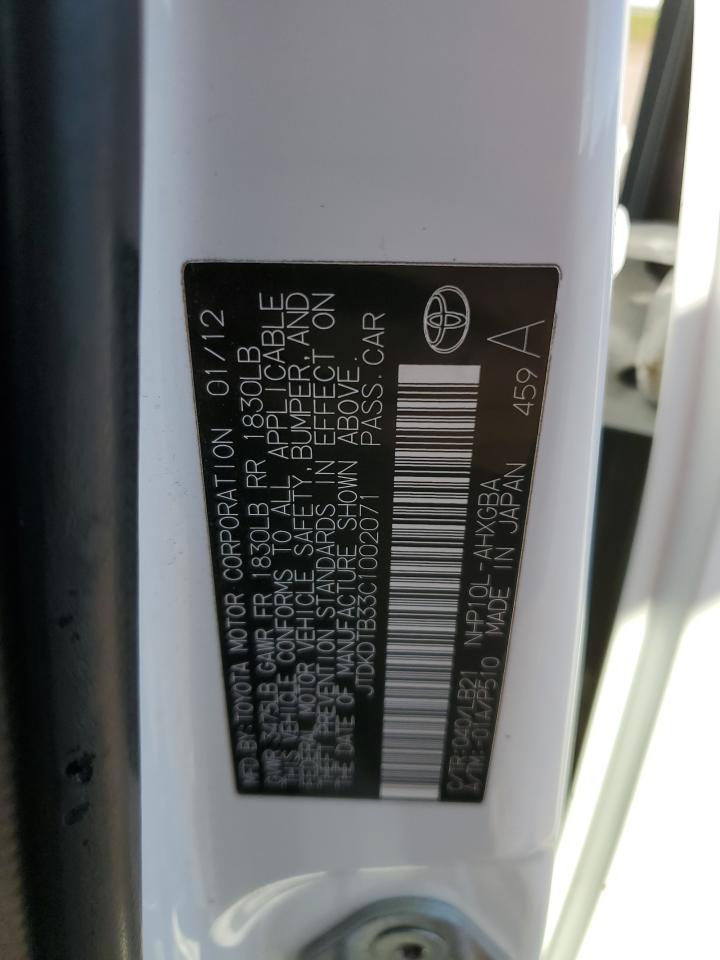 MFD.BY:TOYOTA MOTOR CORPORATION 01/12
GVWR 3475LB GAWR FR 1830LB RR 1830LB
THIS VEHICLE CONFORMS TO ALL APPLICABLE
FEDERAL MOTOR VEHICLE SAFETY,BUMPER,AND
THEFT PREVENTION STANDARDS IN EFFECT ON
THE DATE OF MANUFACTURE SHOWN ABOVE.
JTDKDTB33C1002071 PASS.CAR
C/TR:040/LB21 NHP10L-AHXGBA
A/TM:-01A/P510 MADE IN JAPAN 459 A